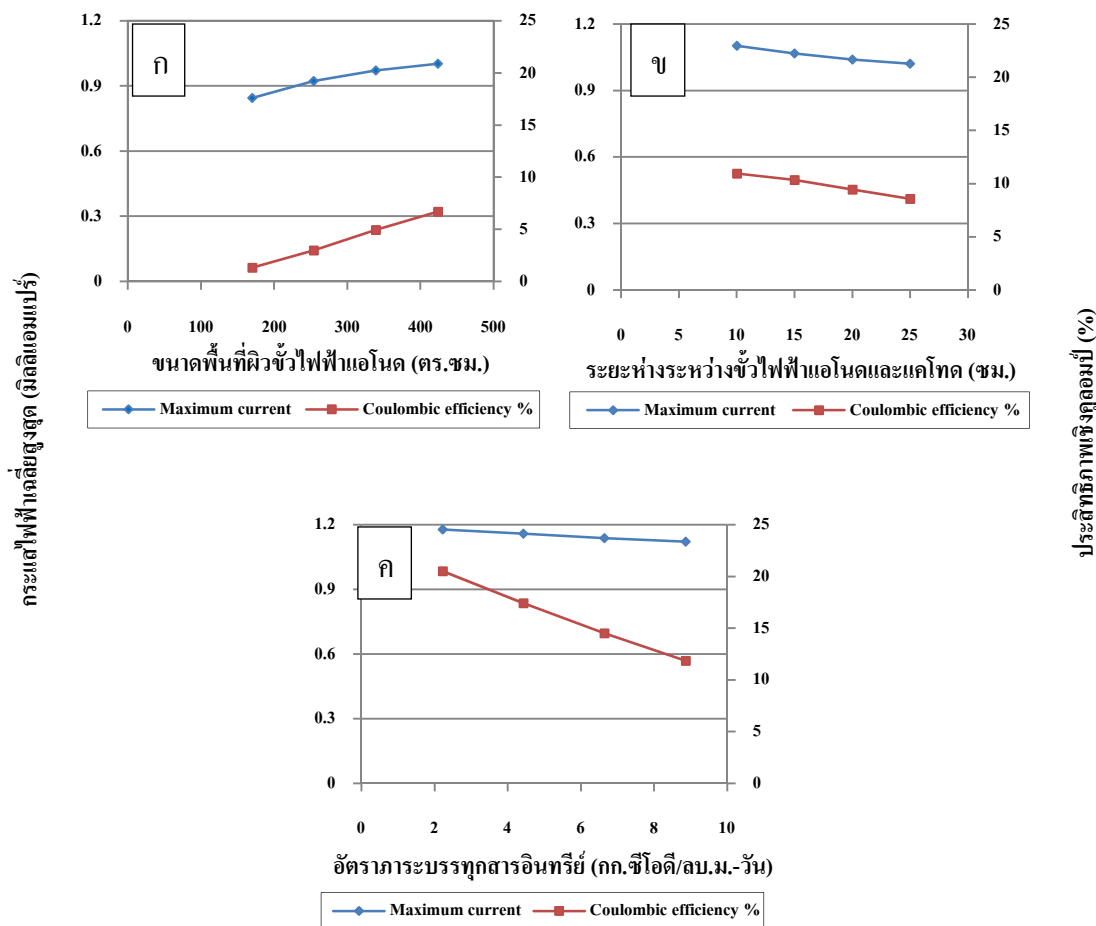 กระแสไฟฟ้าเฉลี่ยสูงสุด (มิลลิแอมแปร์)
ประสิทธิภาพเชิงคูลอมป์ (%)
ก
1.2
0.9
0.6
0.3
0
25
20
15
10
5
0
0 100 200 300 400 500
ขนาดพื้นที่ผิวขั้วไฟฟ้าแอโนด (ตร.ซม.)
Maximum current Coulombic efficiency %
ข
1.2
0.9
0.6
0.3
0
25
20
15
10
5
0
0 5 10 15 20 25 30
ระยะห่างระหว่างขั้วไฟฟ้าแอโนดและแคโทด (ซม.)
Maximum current Coulombic efficiency %
ค
1.2
0.9
0.6
0.3
0
25
20
15
10
5
0
0 2 4 6 8 10
อัตราภาระบรรทุกสารอินทรีย์ (กก.ซีโอดี/ลบ.ม.-วัน)
Maximum current Coulombic efficiency %